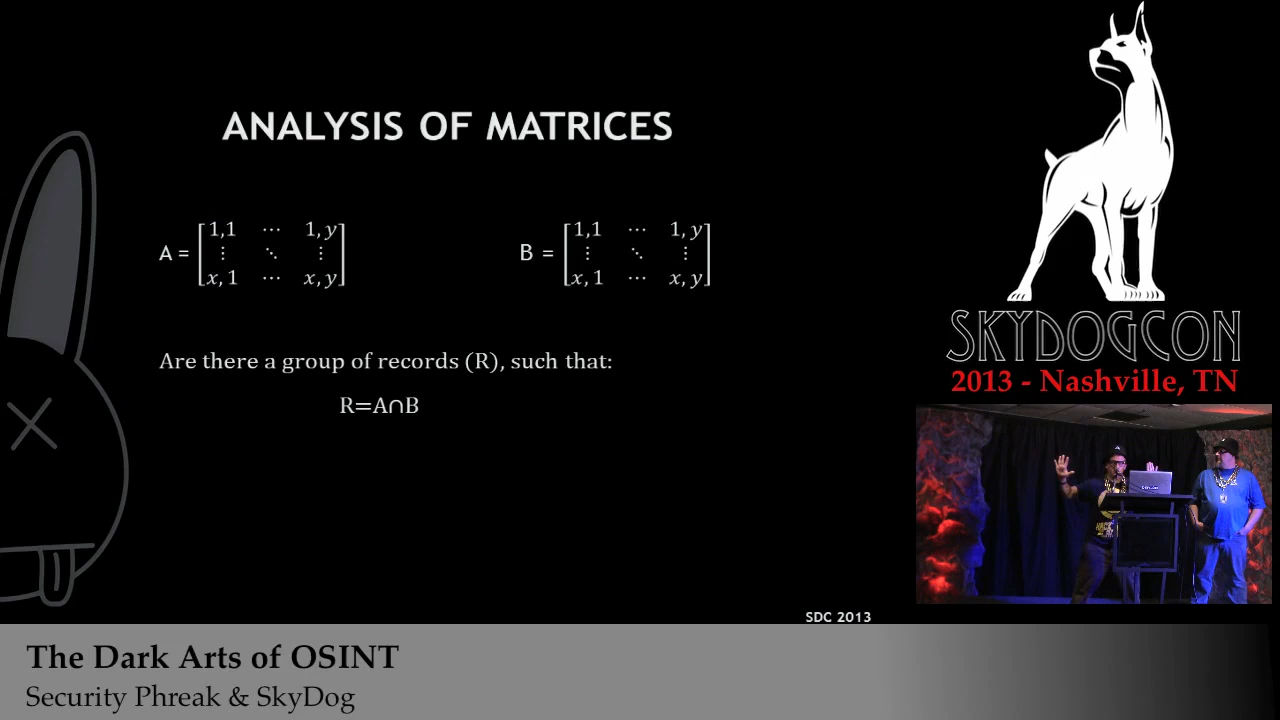 ANALYSIS OF MATRICES
A = [1,1 ⋯ 1, y
⋮ ⋱ ⋮
x, 1 ⋯ x, y]
B = [1,1 ⋯ 1, y
⋮ ⋱ ⋮
x, 1 ⋯ x, y]
Are there a group of records (R), such that:
R=A∩B
SDC 2013
SKYDOGCON
2013 - Nashville, TN
The Dark Arts of OSINT
Security Phreak & SkyDog